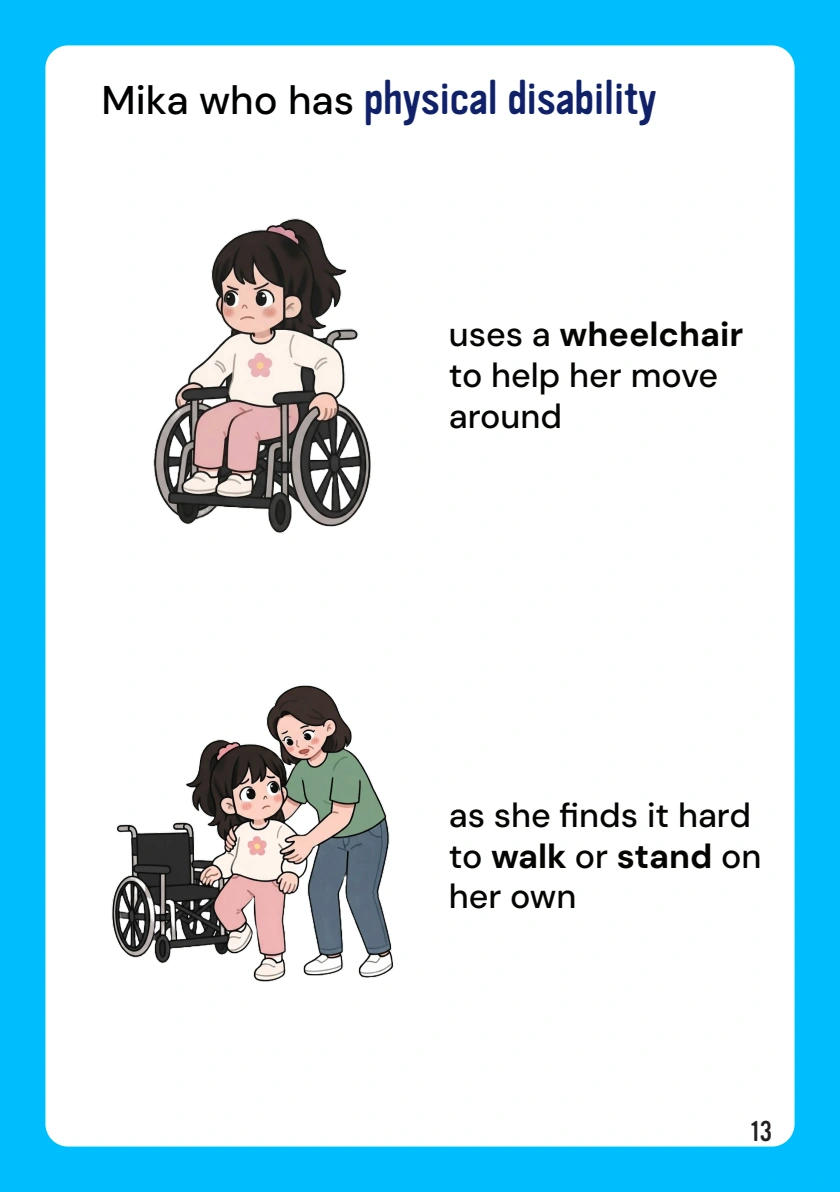 Mika who has physical disability
uses a wheelchair
to help her move
around
as she finds it hard
to walk or stand on
her own
13